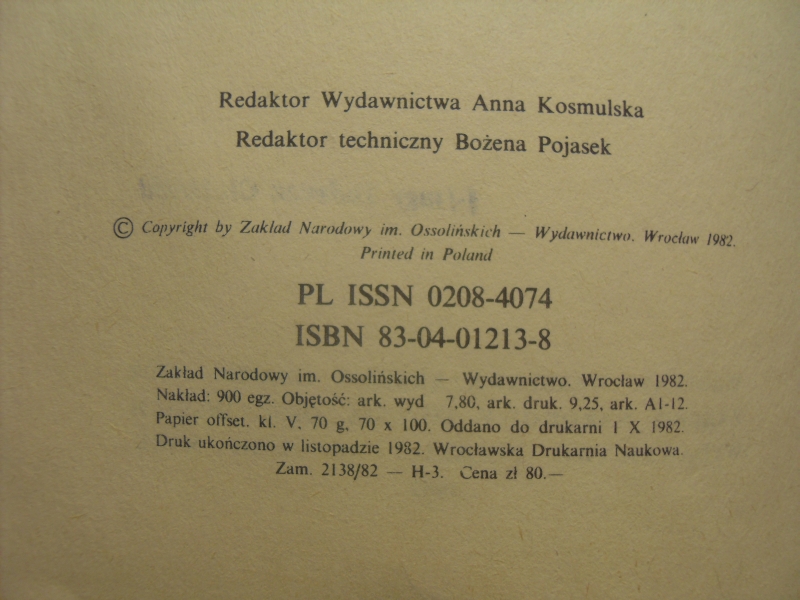 Redaktor Wydawnictwa Anna Kosmulska
Redaktor techniczny Bożena Pojasek
© Copyright by Zakład Narodowy im. Ossolińskich — Wydawnictwo. Wrocław 1982.
Printed in Poland
PL ISSN 0208-4074
ISBN 83-04-01213-8
Zakład Narodowy im. Ossolińskich — Wydawnictwo. Wrocław 1982.
Nakład: 900 egz. Objętość: ark. wyd 7,80, ark. druk. 9,25, ark. A1-12.
Papier offset. kl. V, 70 g, 70 x 100. Oddano do drukarni 1 X 1982.
Druk ukończono w listopadzie 1982. Wrocławska Drukarnia Naukowa.
Zam. 2138/82 — H-3. Cena zł 80.—